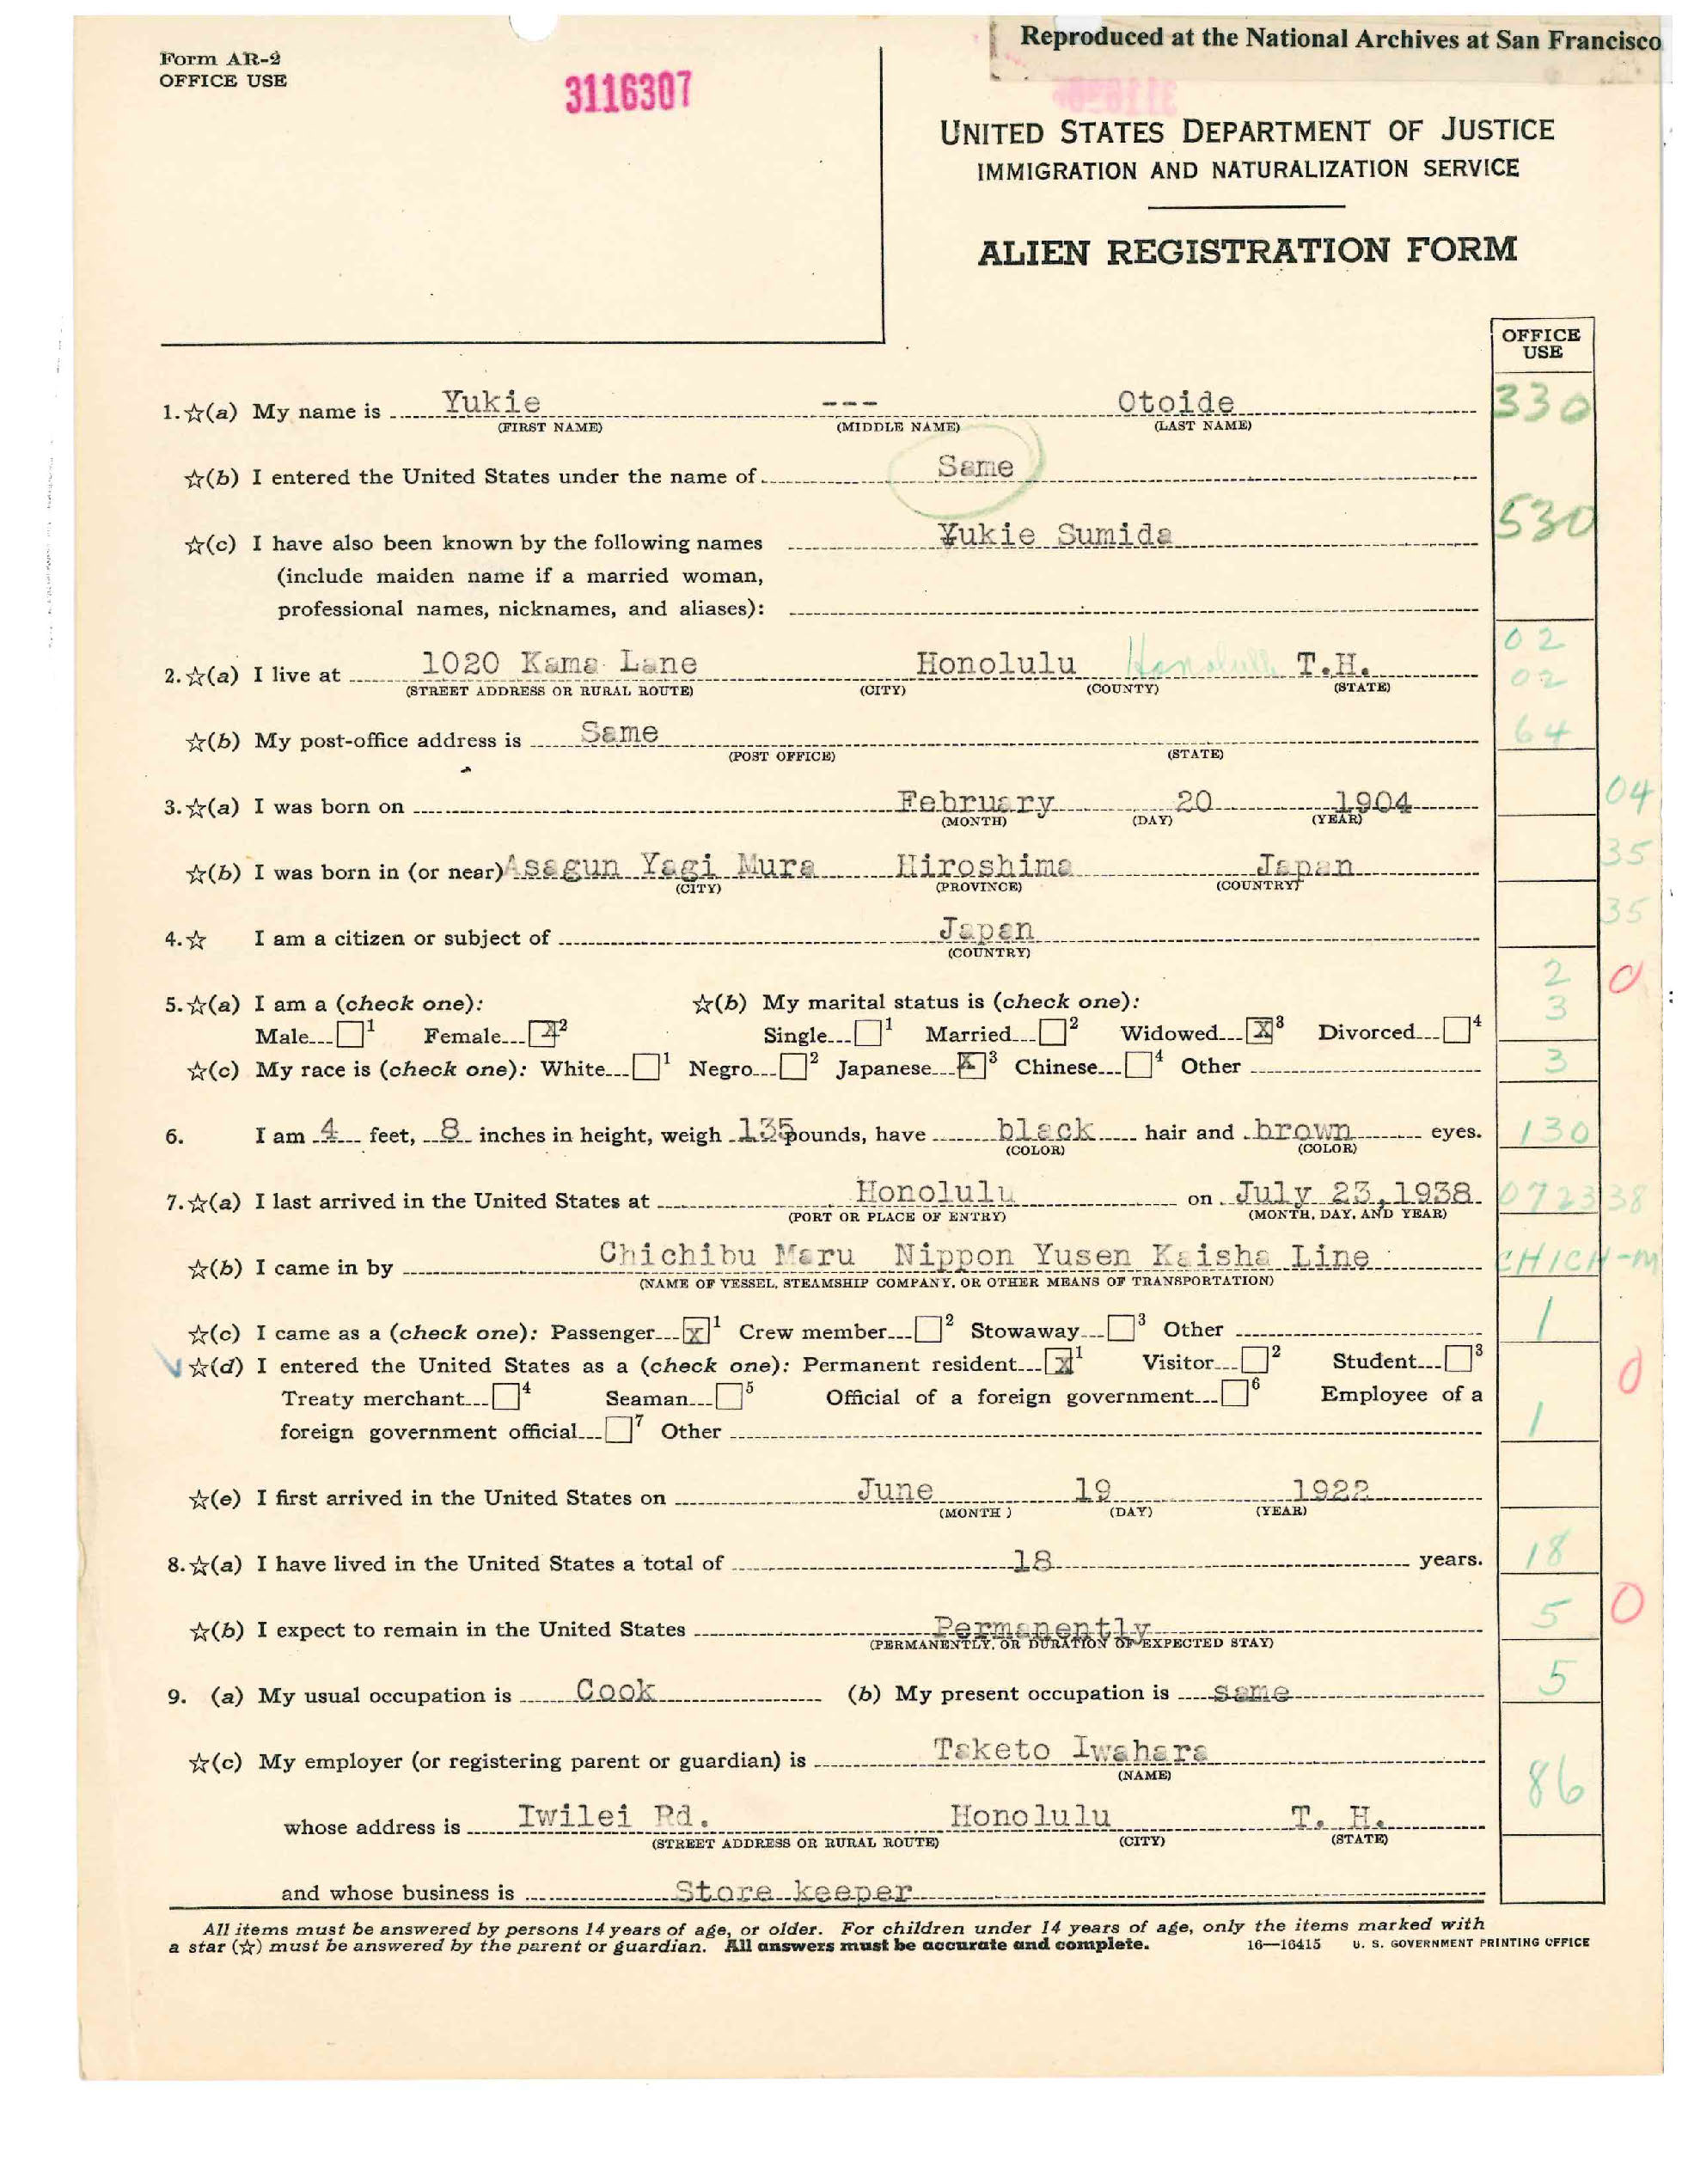 Reproduced at the National Archives at San Francisco
Form AR-2
OFFICE USE
3116307
UNITED STATES DEPARTMENT OF JUSTICE
IMMIGRATION AND NATURALIZATION SERVICE
ALIEN REGISTRATION FORM
OFFICE USE
1. ☆(a) My name is Yukie --- Otoide 330
(FIRST NAME) (MIDDLE NAME) (LAST NAME)
☆(b) I entered the United States under the name of Same
☆(c) I have also been known by the following names Yukie Sumida 530
(include maiden name if a married woman,
professional names, nicknames, and aliases):
02
2. ☆(a) I live at 1020 Kama Lane Honolulu Honolulu T.H. 02
(STREET ADDRESS OR RURAL ROUTE) (CITY) (COUNTY) (STATE)
☆(b) My post-office address is Same 64
(POST OFFICE) (STATE)
3. ☆(a) I was born on February 20 1904 04
(MONTH) (DAY) (YEAR)
☆(b) I was born in (or near) Asagun Yagi Mura Hiroshima Japan 35
(CITY) (PROVINCE) (COUNTRY)
4. ☆ I am a citizen or subject of Japan 35
(COUNTRY)
5. ☆(a) I am a (check one): ☆(b) My marital status is (check one): 2 0
Male ☐1 Female ☒2 Single ☐1 Married ☐2 Widowed ☒3 Divorced ☐4 3
☆(c) My race is (check one): White ☐1 Negro ☐2 Japanese ☒3 Chinese ☐4 Other 3
6. I am 4 feet, 8 inches in height, weigh 135 pounds, have black hair and brown eyes. 130
(COLOR) (COLOR)
7. ☆(a) I last arrived in the United States at Honolulu on July 23, 1938 072338
(PORT OR PLACE OF ENTRY) (MONTH, DAY, AND YEAR)
☆(b) I came in by Chichibu Maru Nippon Yusen Kaisha Line CHICH-M
(NAME OF VESSEL, STEAMSHIP COMPANY, OR OTHER MEANS OF TRANSPORTATION)
☆(c) I came as a (check one): Passenger ☒1 Crew member ☐2 Stowaway ☐3 Other 1
☆(d) I entered the United States as a (check one): Permanent resident ☒1 Visitor ☐2 Student ☐3 0
Treaty merchant ☐4 Seaman ☐5 Official of a foreign government ☐6 Employee of a
foreign government official ☐7 Other 1
☆(e) I first arrived in the United States on June 19 1922
(MONTH) (DAY) (YEAR)
8. ☆(a) I have lived in the United States a total of 18 years. 18
☆(b) I expect to remain in the United States Permanently 5 0
(PERMANENTLY, OR DURATION OF EXPECTED STAY)
9. (a) My usual occupation is Cook (b) My present occupation is same 5
☆(c) My employer (or registering parent or guardian) is Taketo Iwahara
(NAME) 86
whose address is Iwilei Rd. Honolulu T. H.
(STREET ADDRESS OR RURAL ROUTE) (CITY) (STATE)
and whose business is Store keeper
All items must be answered by persons 14 years of age, or older. For children under 14 years of age, only the items marked with
a star (☆) must be answered by the parent or guardian. All answers must be accurate and complete. 16—16415 U. S. GOVERNMENT PRINTING OFFICE